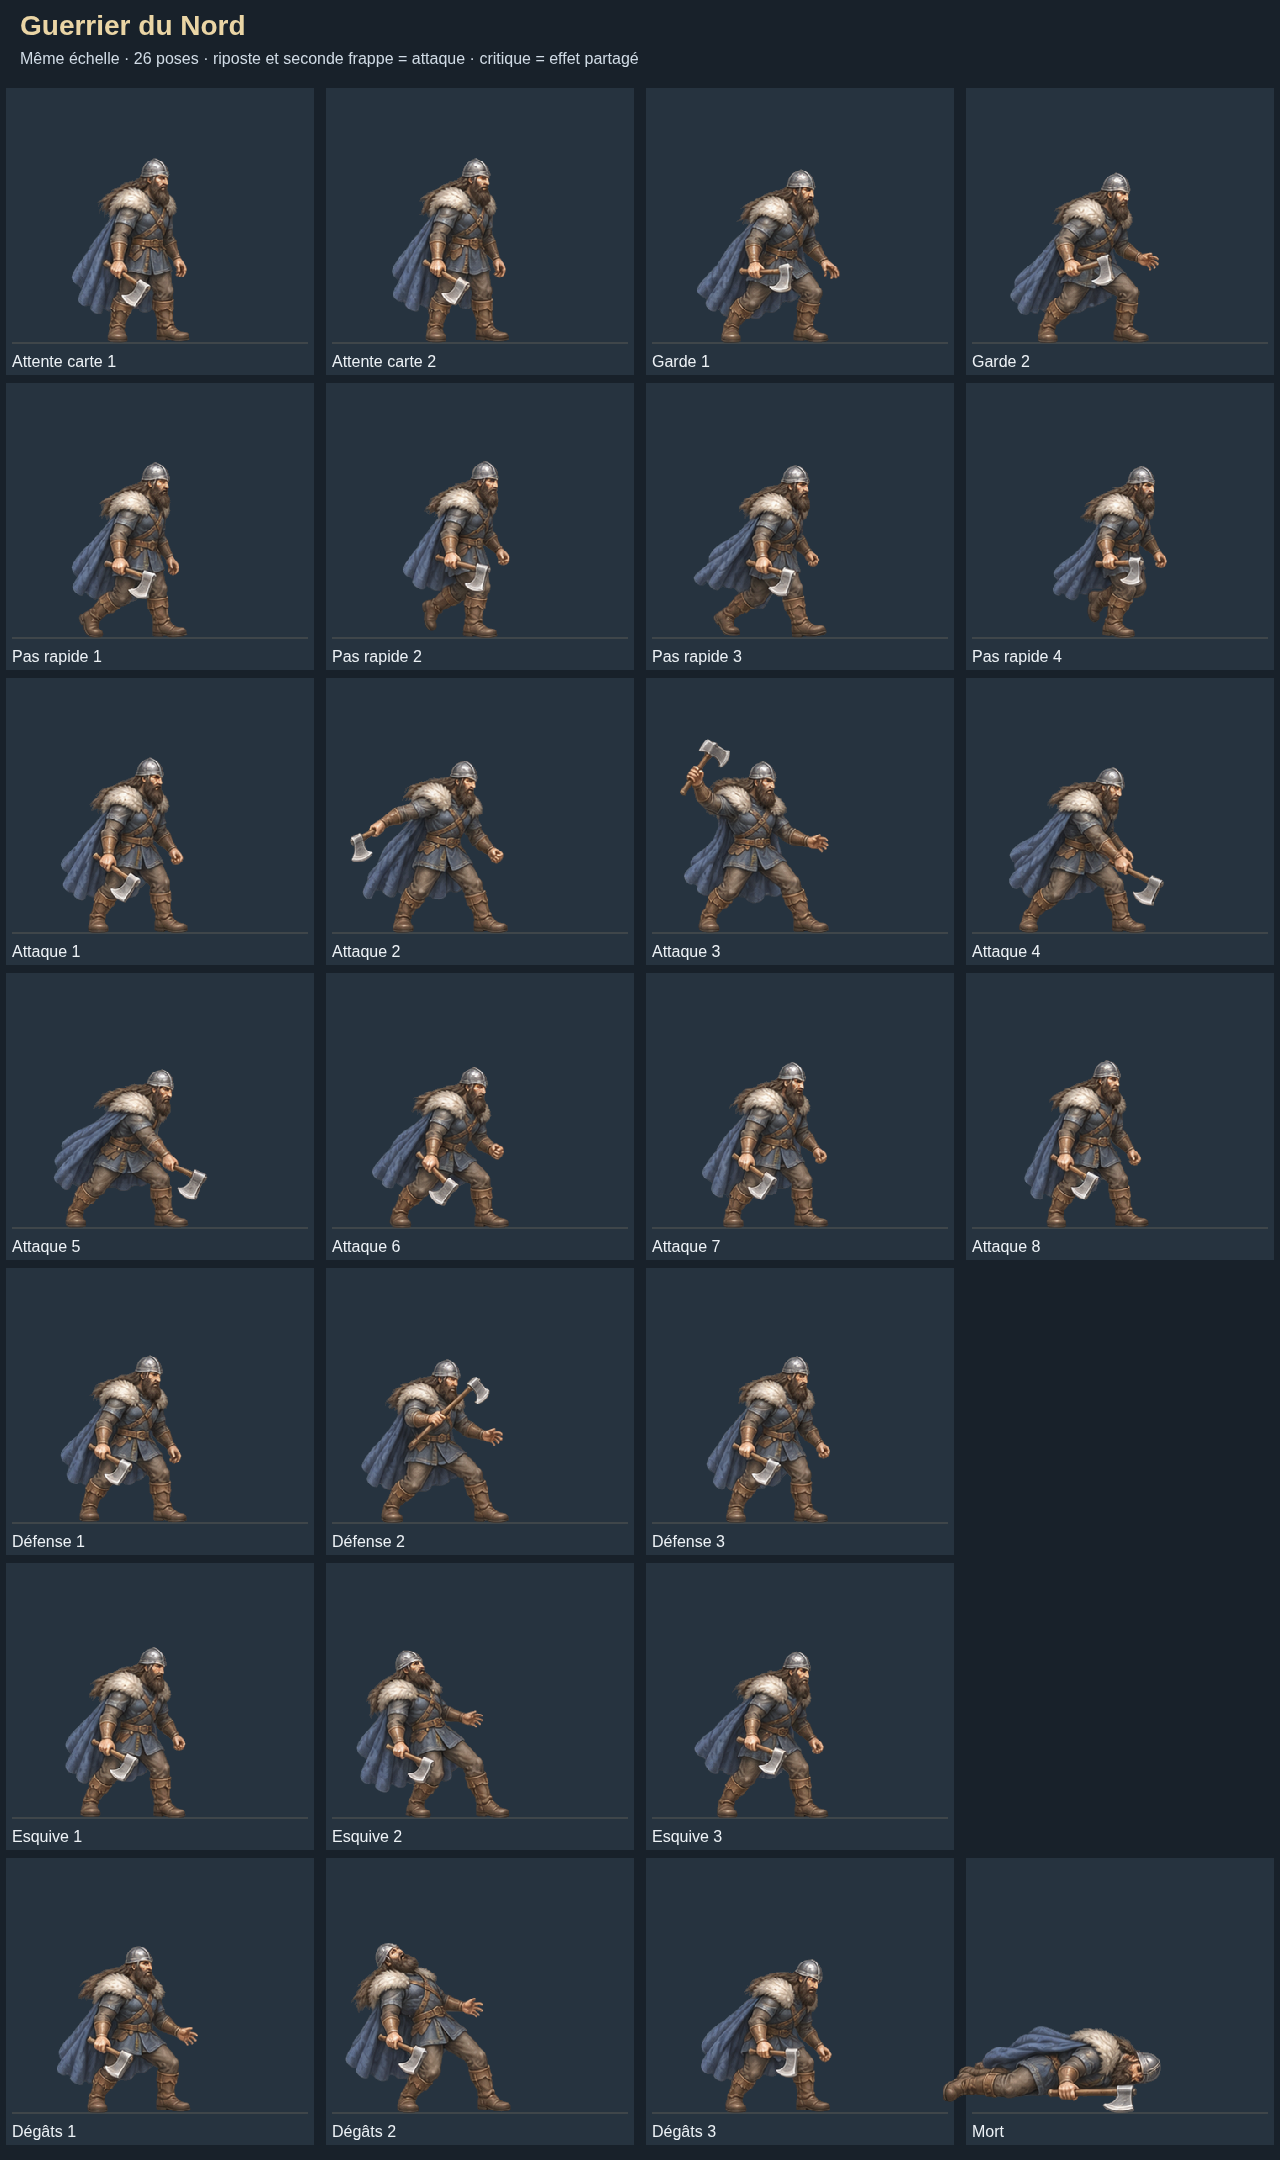 Guerrier du Nord
Même échelle · 26 poses · riposte et seconde frappe = attaque · critique = effet partagé
Attente carte 1
Attente carte 2
Garde 1
Garde 2
Pas rapide 1
Pas rapide 2
Pas rapide 3
Pas rapide 4
Attaque 1
Attaque 2
Attaque 3
Attaque 4
Attaque 5
Attaque 6
Attaque 7
Attaque 8
Défense 1
Défense 2
Défense 3
Esquive 1
Esquive 2
Esquive 3
Dégâts 1
Dégâts 2
Dégâts 3
Mort